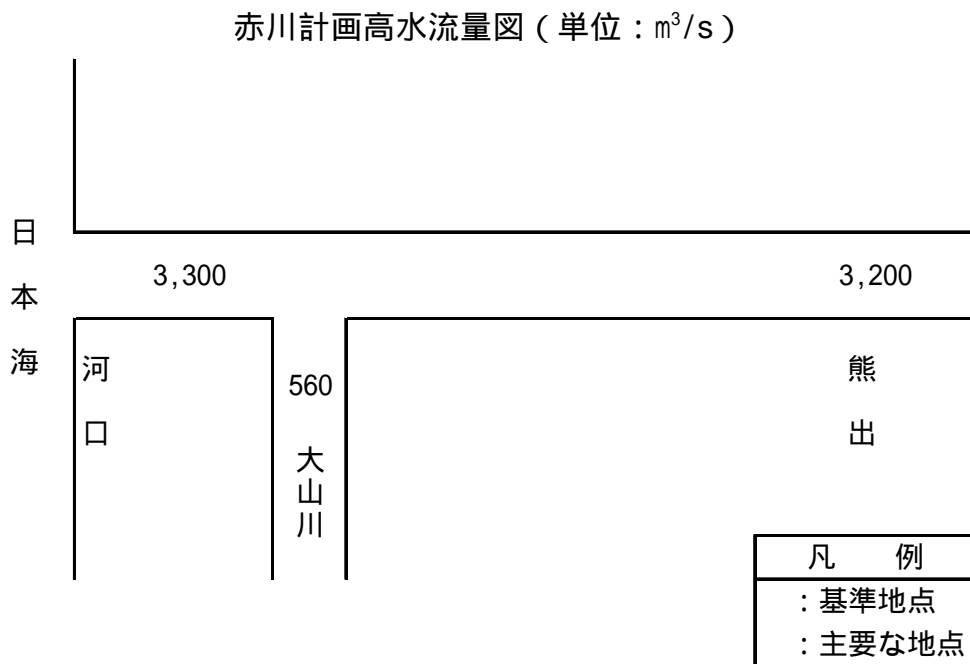 赤川計画高水流量図（単位：㎥/s）
日本海
3,300
3,200
河口
560
大山川
熊出
凡　例
：基準地点
：主要な地点